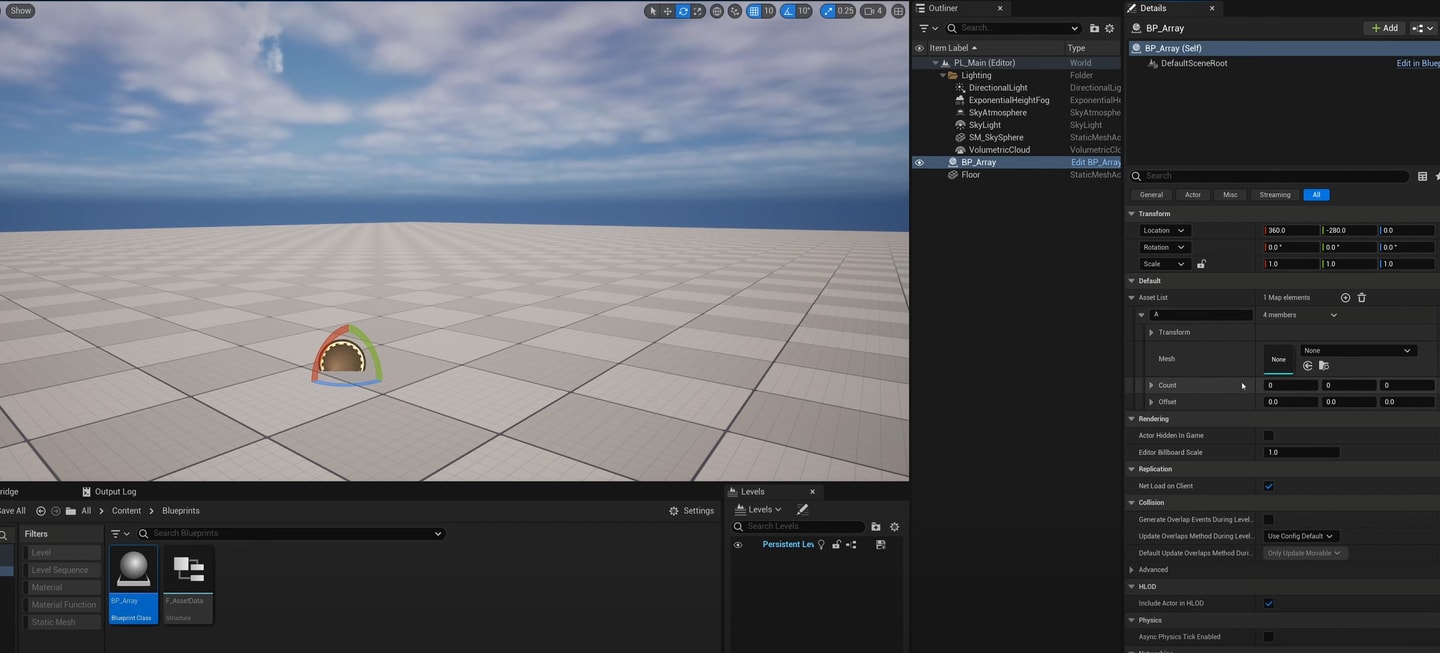 Show
10
10°
0.25
4
Outliner
Search...
Item Label
Type
PL_Main (Editor)
World
Lighting
Folder
DirectionalLight
DirectionalLig
ExponentialHeightFog
ExponentialHe
SkyAtmosphere
SkyAtmosphe
SkyLight
SkyLight
SM_SkySphere
StaticMeshAc
VolumetricCloud
VolumetricClo
BP_Array
Edit BP_Array
Floor
StaticMeshAc
Details
BP_Array
Add
BP_Array (Self)
DefaultSceneRoot
Edit in Bluep
Search
General
Actor
Misc
Streaming
All
Transform
Location
360.0
-280.0
0.0
Rotation
0.0°
0.0°
0.0°
Scale
1.0
1.0
1.0
Default
Asset List
1 Map elements
A
4 members
Transform
Mesh
None
None
Count
0
0
0
Offset
0.0
0.0
0.0
Rendering
Actor Hidden In Game
Editor Billboard Scale
1.0
Replication
Net Load on Client
Collision
Generate Overlap Events During Level..
Update Overlaps Method During Level..
Use Config Default
Default Update Overlaps Method Duri..
Only Update Movable
Advanced
HLOD
Include Actor in HLOD
Physics
Async Physics Tick Enabled
ridge
Output Log
ave All
All
Content
Blueprints
Settings
Filters
Search Blueprints
Level
Level Sequence
Material
Material Function
Static Mesh
BP_Array
Blueprint Class
F_AssetData
Structure
Levels
Levels
Search Levels
Persistent Lev